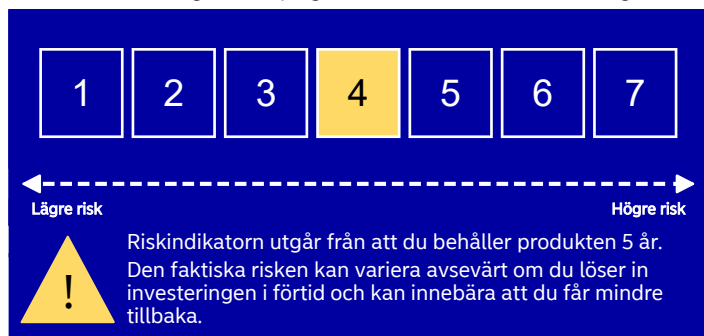 1 2 3 4 5 6 7
Lägre risk Högre risk
Riskindikatorn utgår från att du behåller produkten 5 år.
Den faktiska risken kan variera avsevärt om du löser in
investeringen i förtid och kan innebära att du får mindre
tillbaka.
!